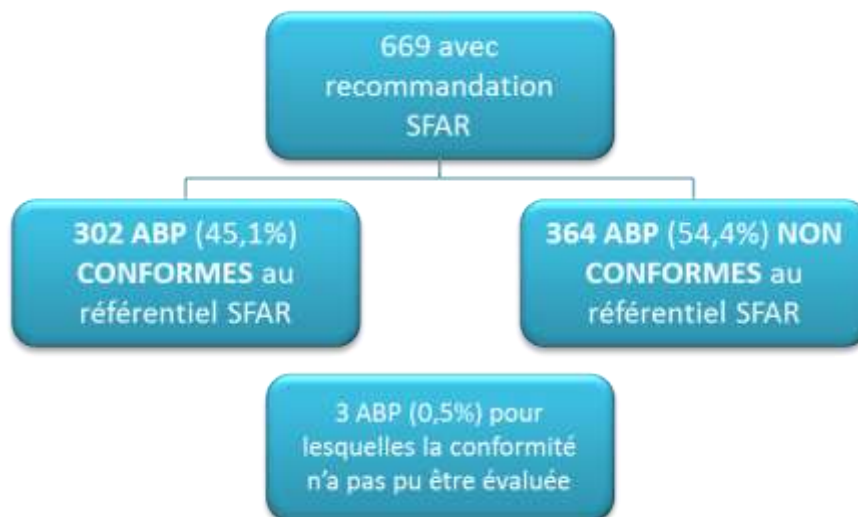 669 avec
recommandation
SFAR
302 ABP (45,1%)
CONFORMES au
référentiel SFAR
364 ABP (54,4%) NON
CONFORMES au
référentiel SFAR
3 ABP (0,5%) pour
lesquelles la conformité
n'a pas pu être évaluée